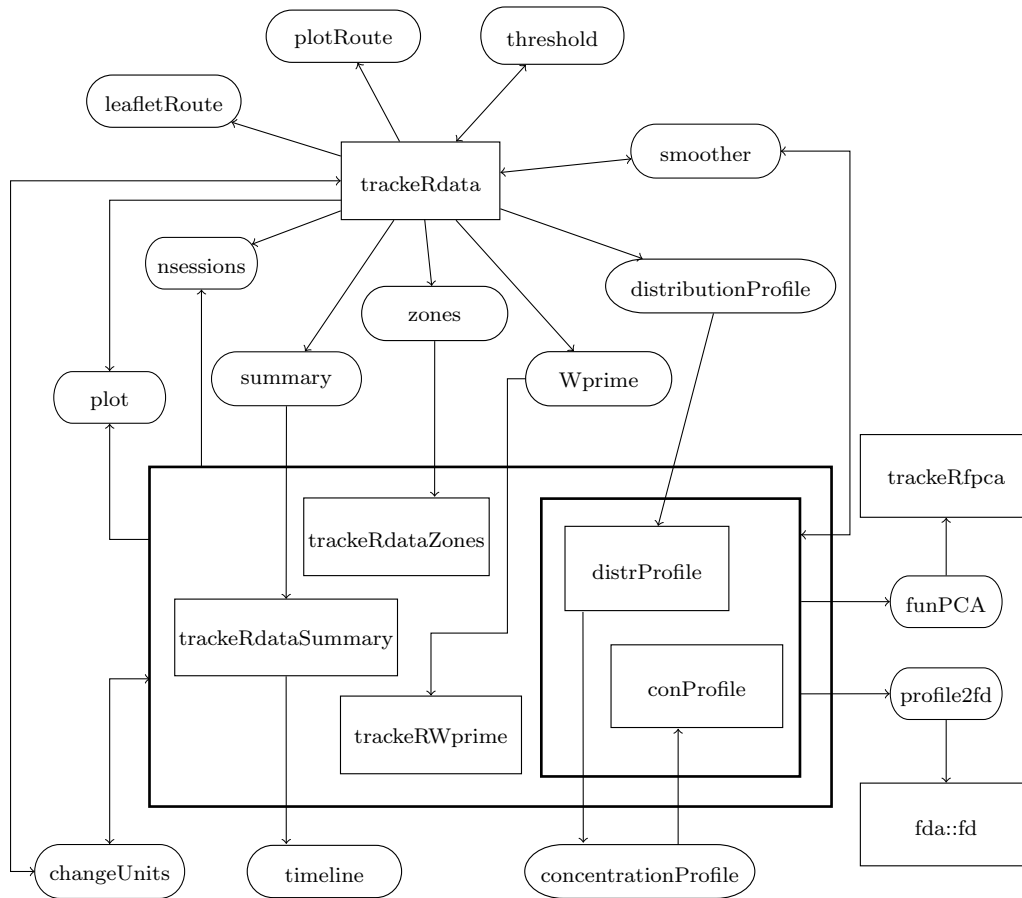 plotRoute
threshold
leafletRoute
smoother
trackeRdata
nsessions
distributionProfile
zones
summary
Wprime
plot
trackeRfpca
trackeRdataZones
distrProfile
funPCA
trackeRdataSummary
conProfile
profile2fd
trackeRWprime
fda::fd
changeUnits
timeline
concentrationProfile